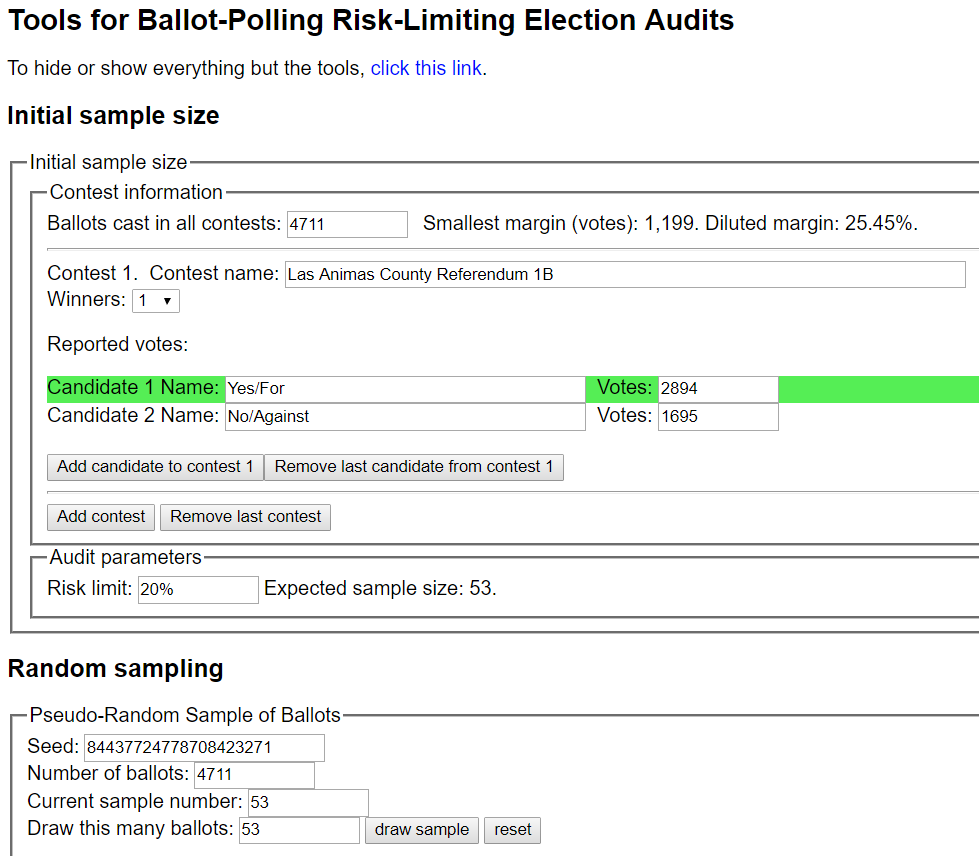 Tools for Ballot-Polling Risk-Limiting Election Audits
To hide or show everything but the tools, click this link.
Initial sample size
Initial sample size
Contest information
Ballots cast in all contests: 4711 Smallest margin (votes): 1,199. Diluted margin: 25.45%.
Contest 1. Contest name: Las Animas County Referendum 1B
Winners: 1
Reported votes:
Candidate 1 Name: Yes/For Votes: 2894
Candidate 2 Name: No/Against Votes: 1695
Add candidate to contest 1 Remove last candidate from contest 1
Add contest Remove last contest
Audit parameters
Risk limit: 20% Expected sample size: 53.
Random sampling
Pseudo-Random Sample of Ballots
Seed: 84437724778708423271
Number of ballots: 4711
Current sample number: 53
Draw this many ballots: 53 draw sample reset